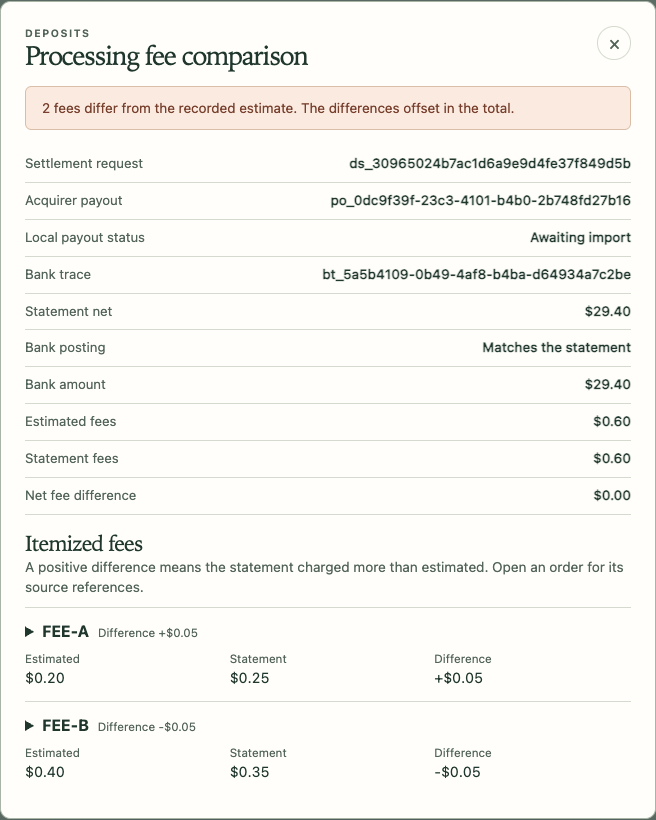 DEPOSITS
Processing fee comparison
2 fees differ from the recorded estimate. The differences offset in the total.
Settlement request ds_30965024b7ac1d6a9e9d4fe37f849d5b
Acquirer payout po_0dc9f39f-23c3-4101-b4b0-2b748fd27b16
Local payout status Awaiting import
Bank trace bt_5a5b4109-0b49-4af8-b4ba-d64934a7c2be
Statement net $29.40
Bank posting Matches the statement
Bank amount $29.40
Estimated fees $0.60
Statement fees $0.60
Net fee difference $0.00
Itemized fees
A positive difference means the statement charged more than estimated. Open an order for its
source references.
FEE-A Difference +$0.05
Estimated Statement Difference
$0.20 $0.25 +$0.05
FEE-B Difference -$0.05
Estimated Statement Difference
$0.40 $0.35 -$0.05